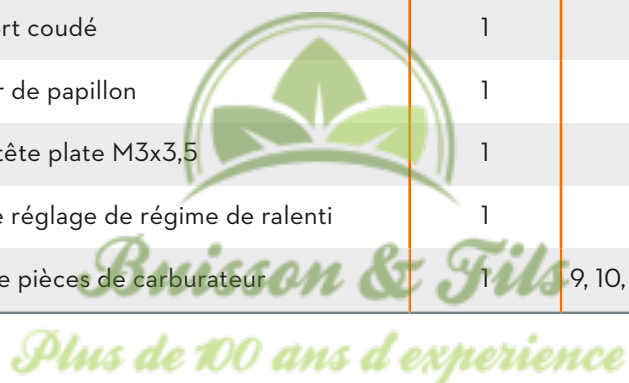 rt coudé 1
r de papillon 1
tête plate M3x3,5 1
e réglage de régime de ralenti 1
e pièces de carburateur 1 9, 10,
Buisson & Fils
Plus de 100 ans d'experience